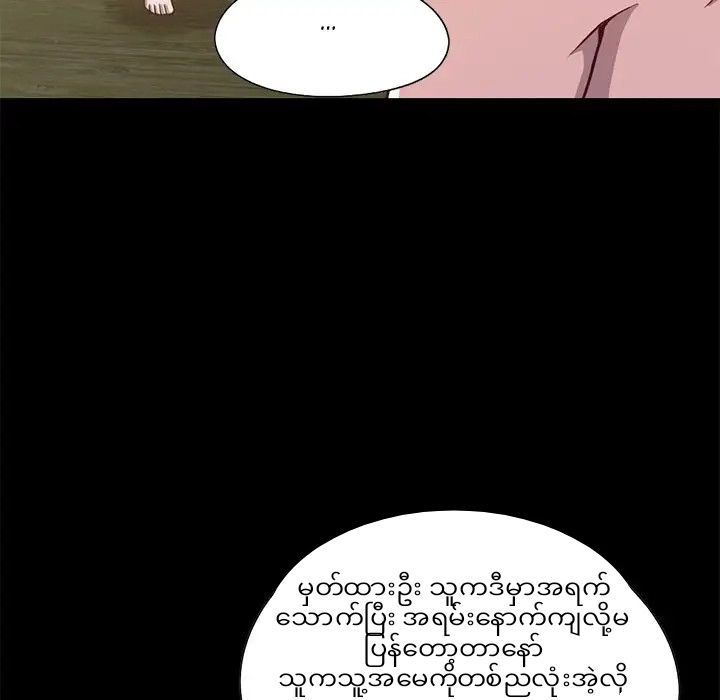 ...
မှတ်ထားဦး သူကဒီမှာအရက်
သောက်ပြီး အရမ်းနောက်ကျလို့မ
ပြန်တော့တာနော်
သူကသူ့အမေကိုတစ်ညလုံးအဲ့လို